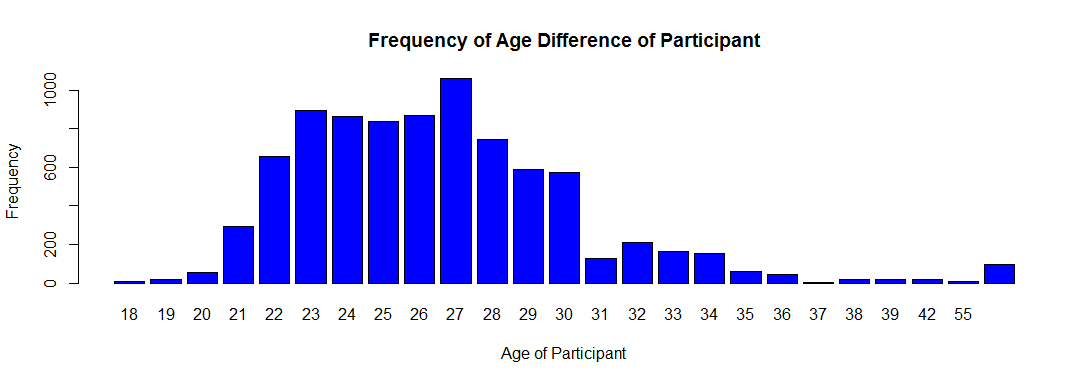 Frequency of Age Difference of Participant
Frequency
1000
600
200
0
18 19 20 21 22 23 24 25 26 27 28 29 30 31 32 33 34 35 36 37 38 39 42 55
Age of Participant